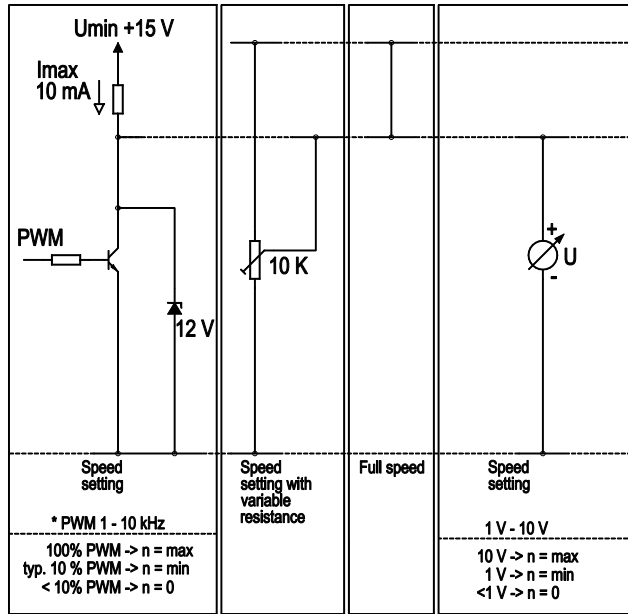 Umin +15 V
Imax
10 mA
PWM
12 V
10 K
+
U
-
Speed
setting
* PWM 1 - 10 kHz
100% PWM -> n = max
typ. 10 % PWM -> n = min
< 10% PWM -> n = 0
Speed
setting with
variable
resistance
Full speed
Speed
setting
1 V - 10 V
10 V -> n = max
1 V -> n = min
<1 V -> n = 0